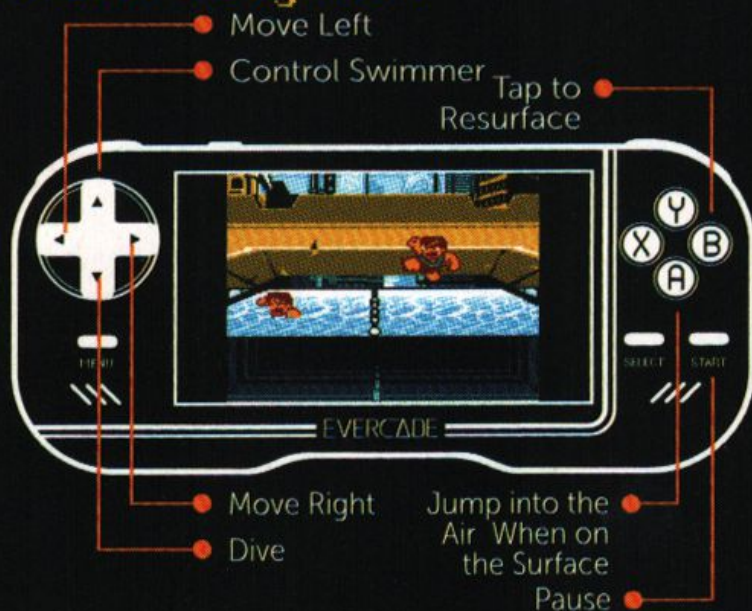 Move Left
Control Swimmer
Tap to
Resurface
Y
X
B
A
MENU
SELECT
START
EVERCADE
Move Right
Dive
Jump into the
Air When on
the Surface
Pause